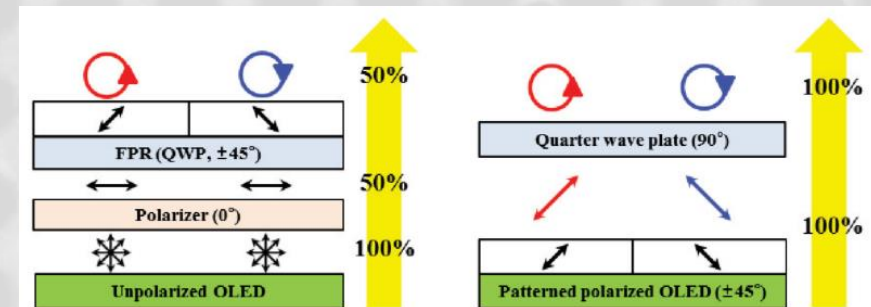 50%
FPR (QWP, ±45°)
50%
Polarizer (0°)
100%
Unpolarized OLED
100%
Quarter wave plate (90°)
100%
Patterned polarized OLED (±45°)